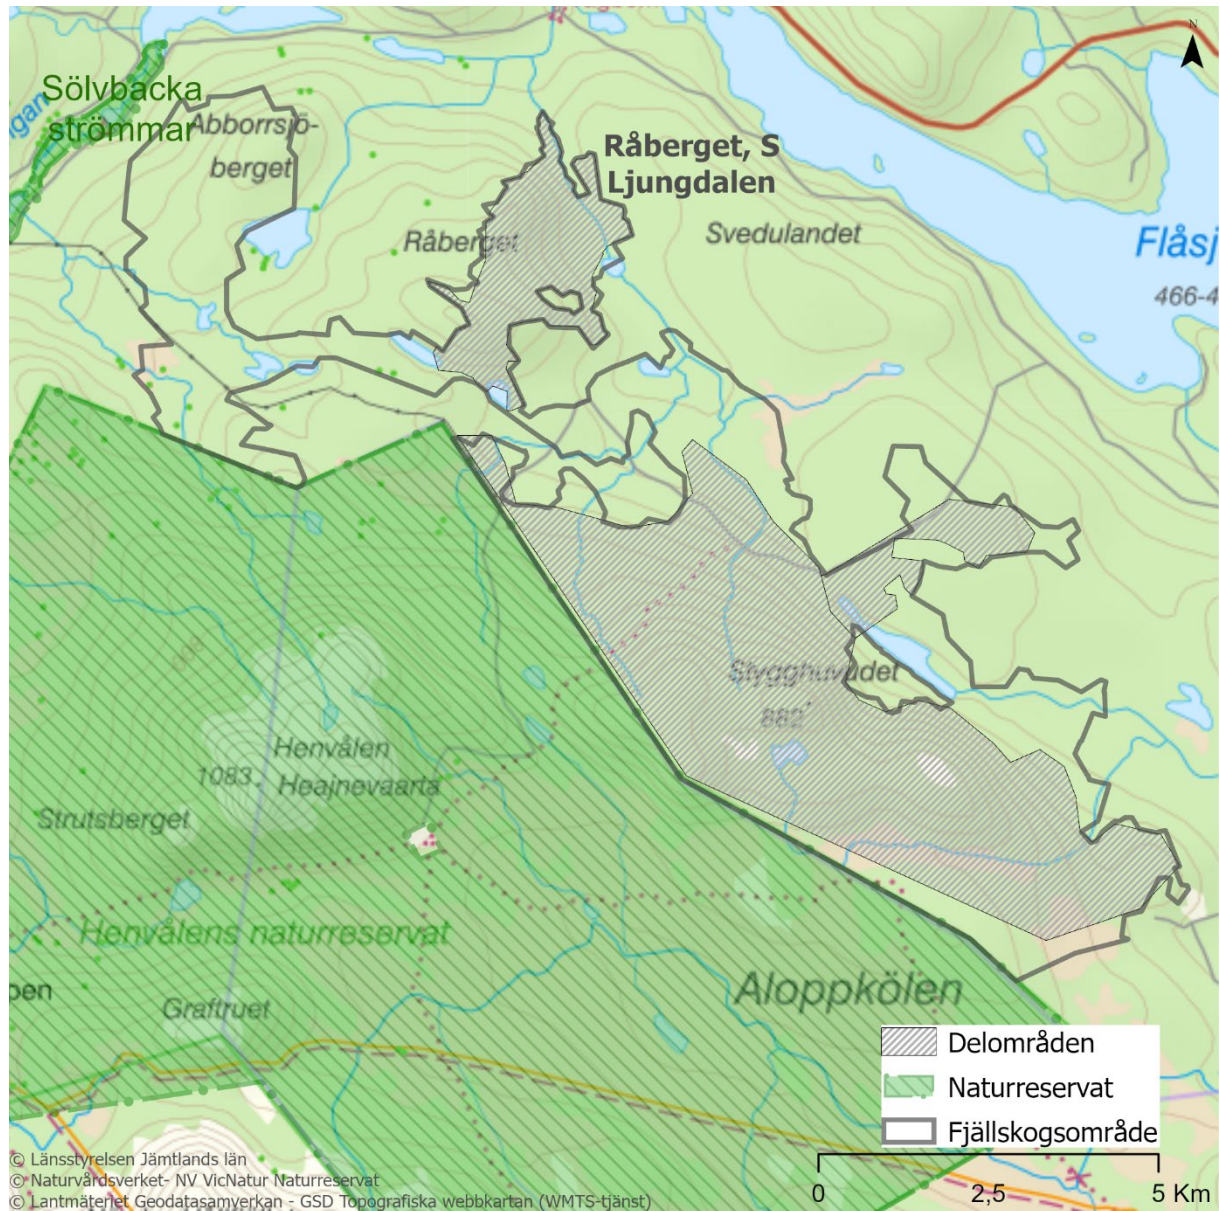 N
Sölvbacka
strömmar
Abborrsjö-
berget
Råberget, S
Ljungdalen
Råberget
Svedulandet
Flåsj
466-4
Stygghuvudet
882
Henvålen
1083
Heajnevaarta
Strutsberget
Henvålens naturreservat
Aloppkölen
Graftruet
Delområden
Naturreservat
Fjällskogsområde
0 2,5 5 Km
© Länsstyrelsen Jämtlands län
© Naturvårdsverket- NV VicNatur Naturreservat
© Lantmäteriet Geodatasamverkan - GSD Topografiska webbkartan (WMTS-tjänst)